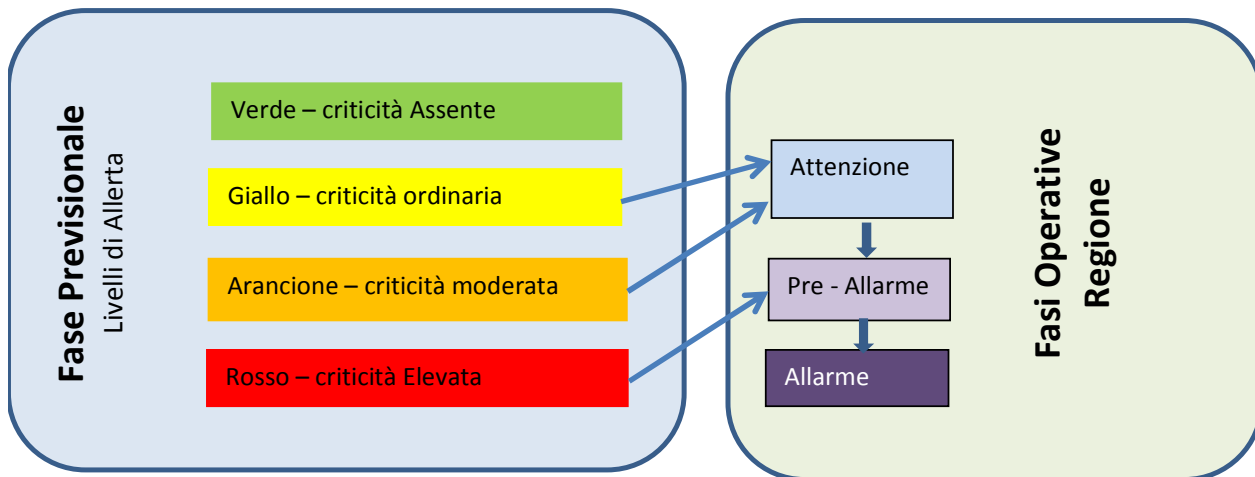 Fase Previsionale
Livelli di Allerta
Verde – criticità Assente
Giallo – criticità ordinaria
Arancione – criticità moderata
Rosso – criticità Elevata
Attenzione
Pre - Allarme
Allarme
Fasi Operative
Regione